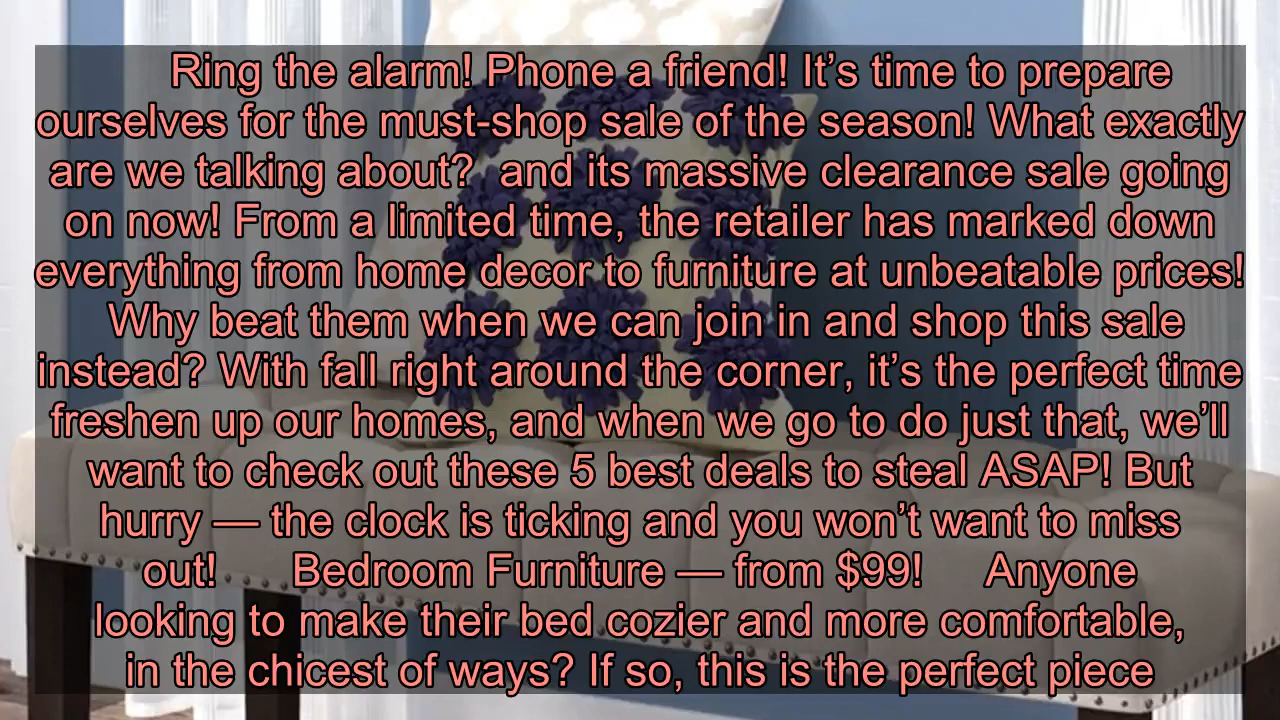 Ring the alarm! Phone a friend! It’s time to prepare
ourselves for the must-shop sale of the season! What exactly
are we talking about?  and its massive clearance sale going
on now! From a limited time, the retailer has marked down
everything from home decor to furniture at unbeatable prices!
Why beat them when we can join in and shop this sale
instead? With fall right around the corner, it’s the perfect time
freshen up our homes, and when we go to do just that, we’ll
want to check out these 5 best deals to steal ASAP! But
hurry — the clock is ticking and you won’t want to miss
out!      Bedroom Furniture — from $99!      Anyone
looking to make their bed cozier and more comfortable,
in the chicest of ways? If so, this is the perfect piece